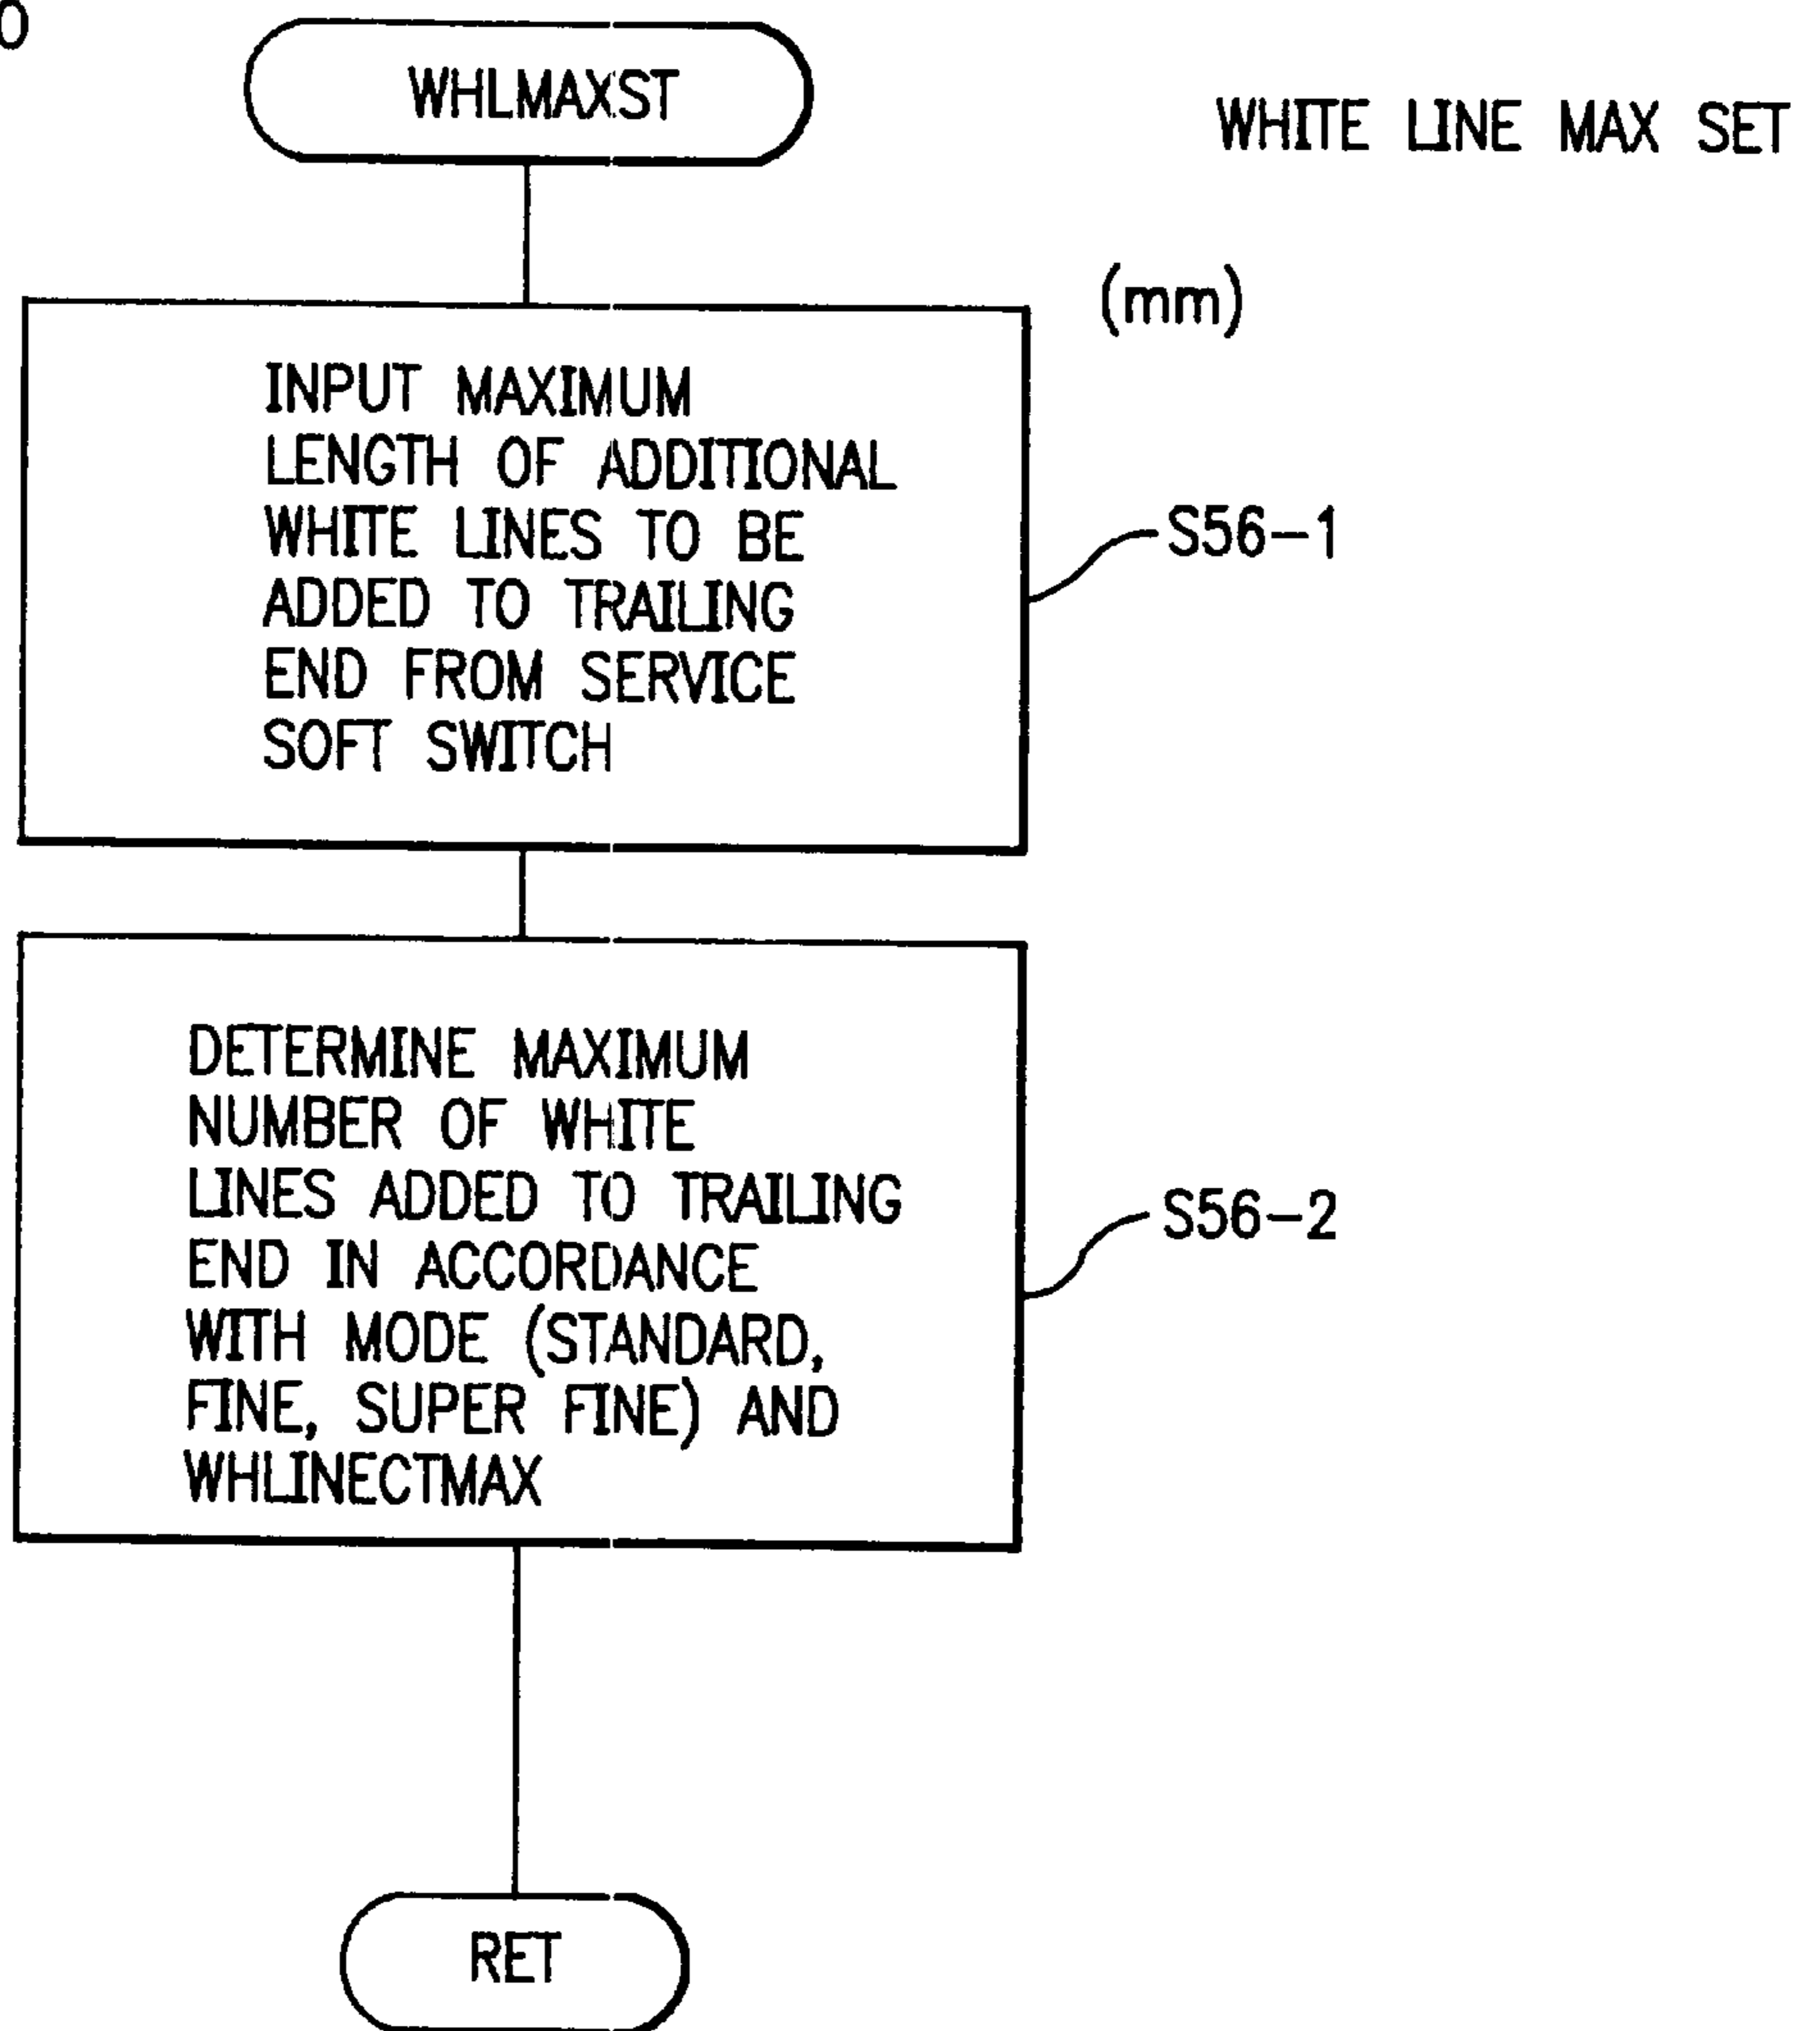 WHLMAXST
WHITE LINE MAX SET
(mm)
INPUT MAXIMUM
LENGTH OF ADDITIONAL
WHITE LINES TO BE
ADDED TO TRAILING
END FROM SERVICE
SOFT SWITCH
S56-1
DETERMINE MAXIMUM
NUMBER OF WHITE
LINES ADDED TO TRAILING
END IN ACCORDANCE
WITH MODE (STANDARD,
FINE, SUPER FINE) AND
WHLINECTMAX
S56-2
RET